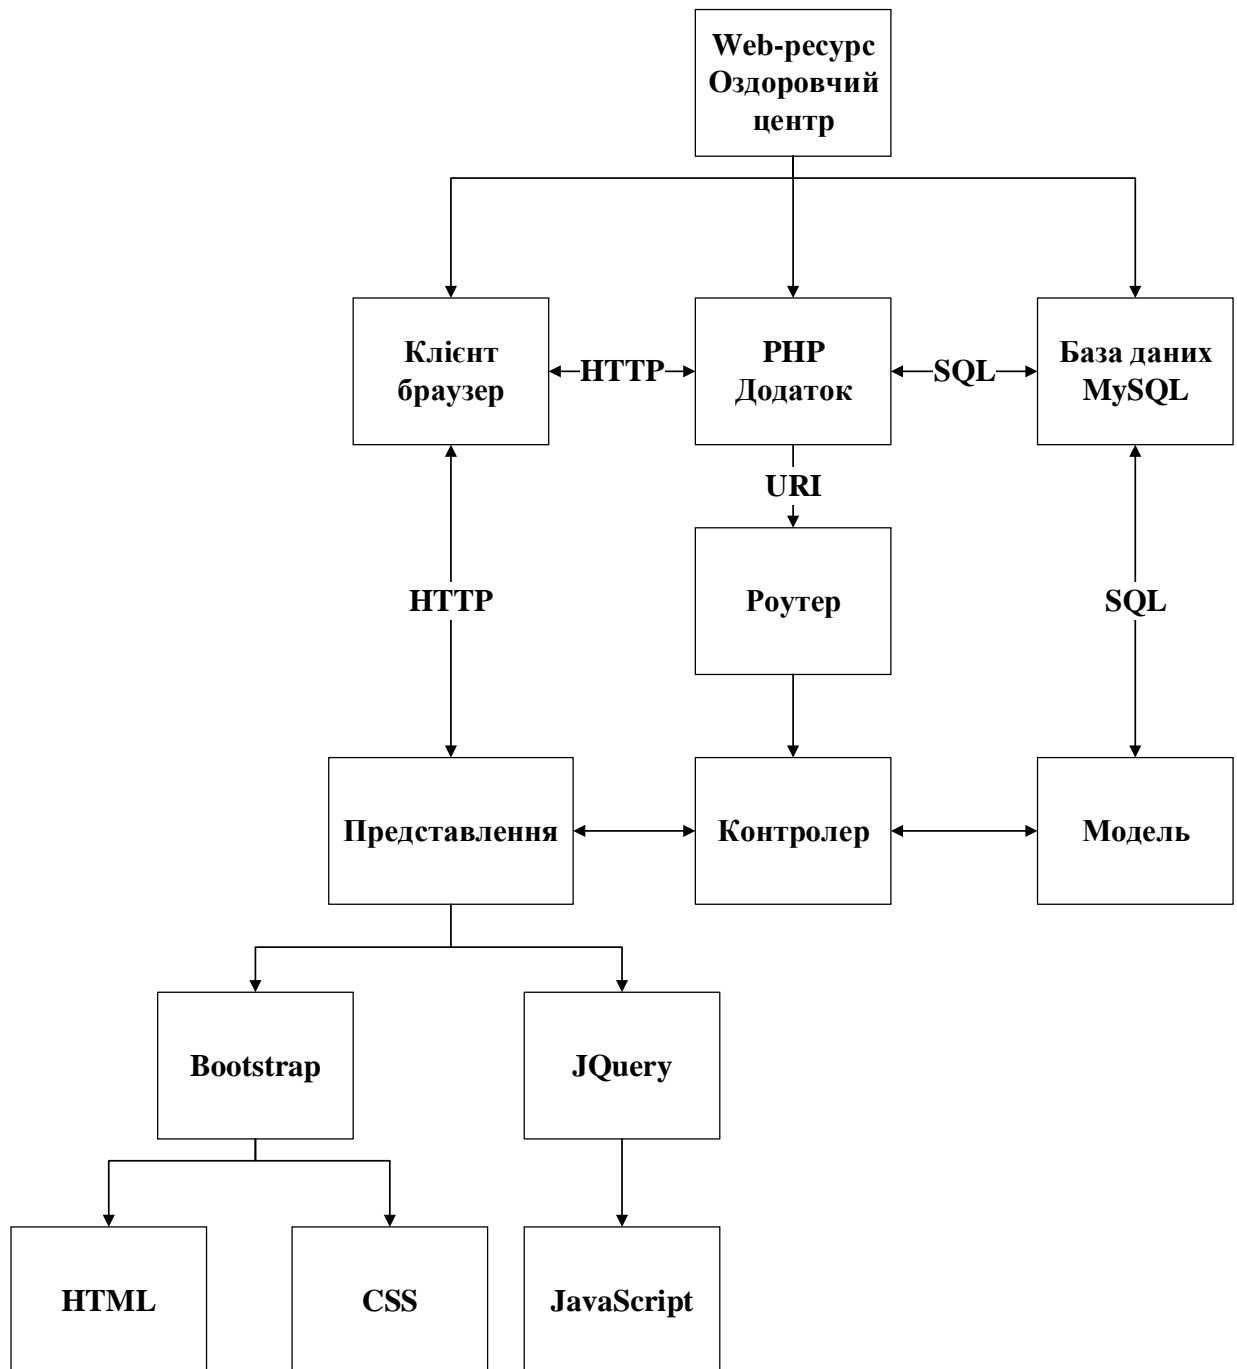 Web-ресурс
Оздоровчий
центр
Клієнт
браузер
HTTP
PHP
Додаток
SQL
База даних
MySQL
URI
HTTP
Роутер
SQL
Представлення
Контролер
Модель
Bootstrap
JQuery
HTML
CSS
JavaScript